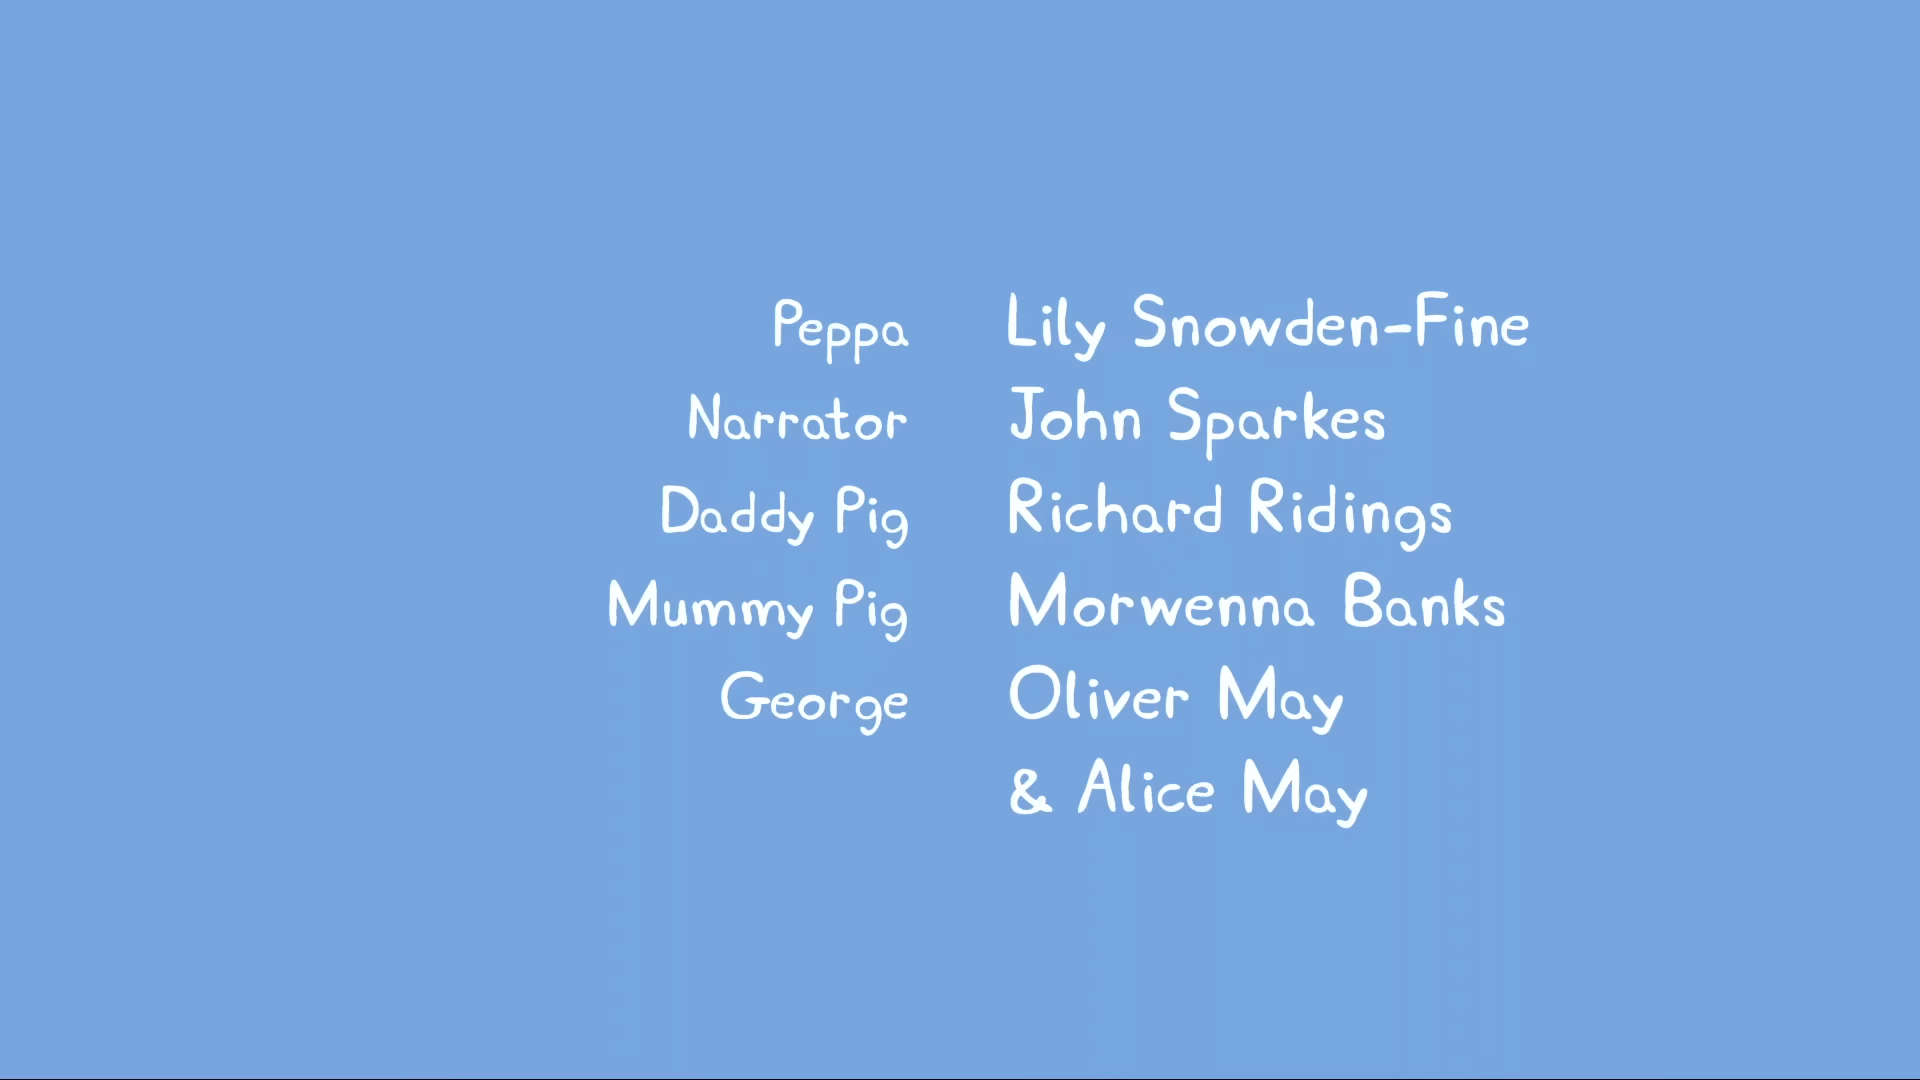 Peppa Lily Snowden-Fine
Narrator John Sparkes
Daddy Pig Richard Ridings
Mummy Pig Morwenna Banks
George Oliver May
& Alice May